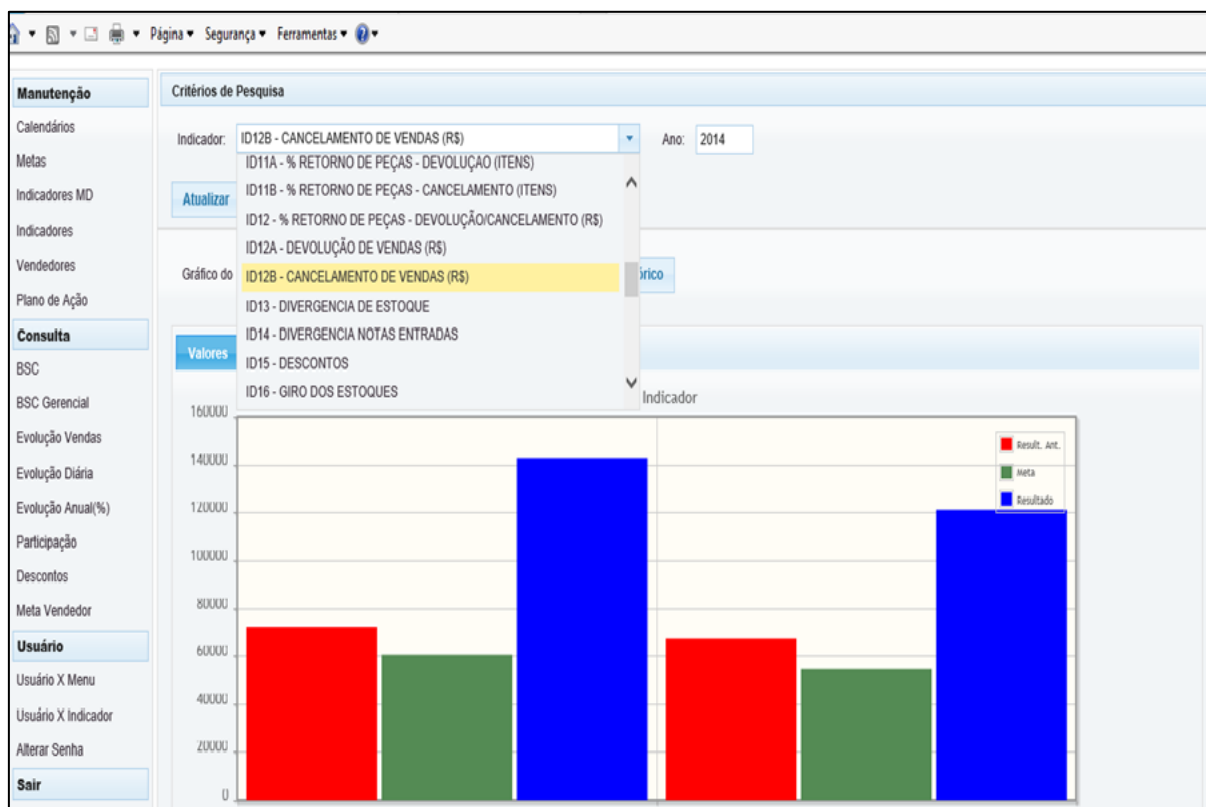 Página Segurança Ferramentas
Manutenção
Calendários
Metas
Indicadores MD
Indicadores
Vendedores
Plano de Ação
Consulta
BSC
BSC Gerencial
Evolução Vendas
Evolução Diária
Evolução Anual(%)
Participação
Descontos
Meta Vendedor
Usuário
Usuário X Menu
Usuário X Indicador
Alterar Senha
Sair
Critérios de Pesquisa
Indicador: ID12B - CANCELAMENTO DE VENDAS (R$) Ano: 2014
ID11A - % RETORNO DE PEÇAS - DEVOLUÇAO (ITENS)
ID11B - % RETORNO DE PEÇAS - CANCELAMENTO (ITENS)
ID12 - % RETORNO DE PEÇAS - DEVOLUÇÃO/CANCELAMENTO (R$)
ID12A - DEVOLUÇÃO DE VENDAS (R$)
ID12B - CANCELAMENTO DE VENDAS (R$)
ID13 - DIVERGENCIA DE ESTOQUE
ID14 - DIVERGENCIA NOTAS ENTRADAS
ID15 - DESCONTOS
ID16 - GIRO DOS ESTOQUES
Atualizar
Gráfico do
órico
Valores
Indicador
160000
140000
120000
100000
80000
60000
40000
20000
0
Result. Ant.
Meta
Resultado